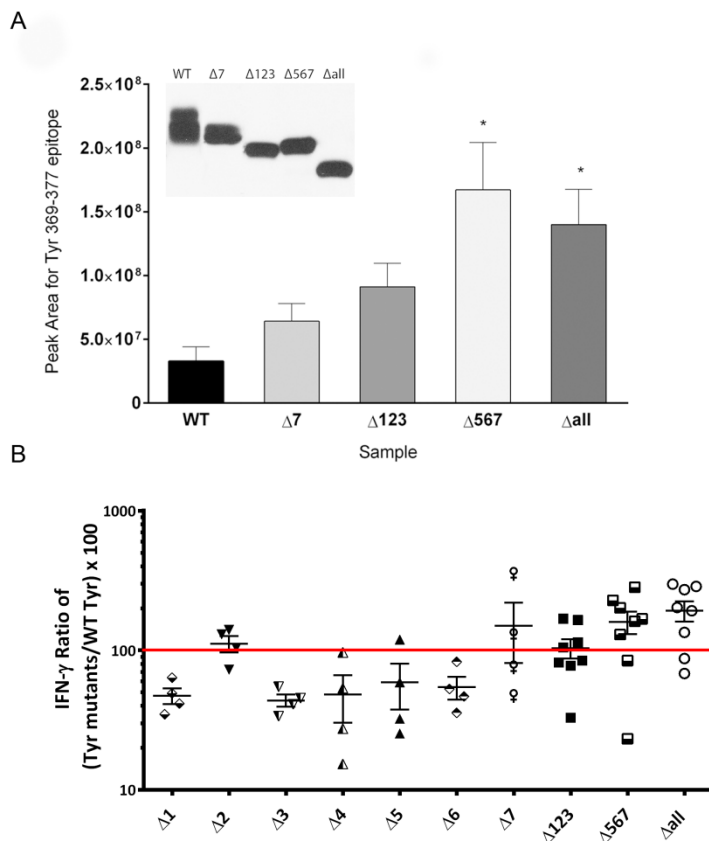 A
WT Δ7 Δ123 Δ567 Δall
2.5×10⁸
2.0×10⁸
1.5×10⁸
1.0×10⁸
5.0×10⁷
0
Peak Area for Tyr 369-377 epitope
* *
WT Δ7 Δ123 Δ567 Δall
Sample
B
1000
100
10
IFN-γ Ratio of
(Tyr mutants/WT Tyr) x 100
Δ1 Δ2 Δ3 Δ4 Δ5 Δ6 Δ7 Δ123 Δ567 Δall